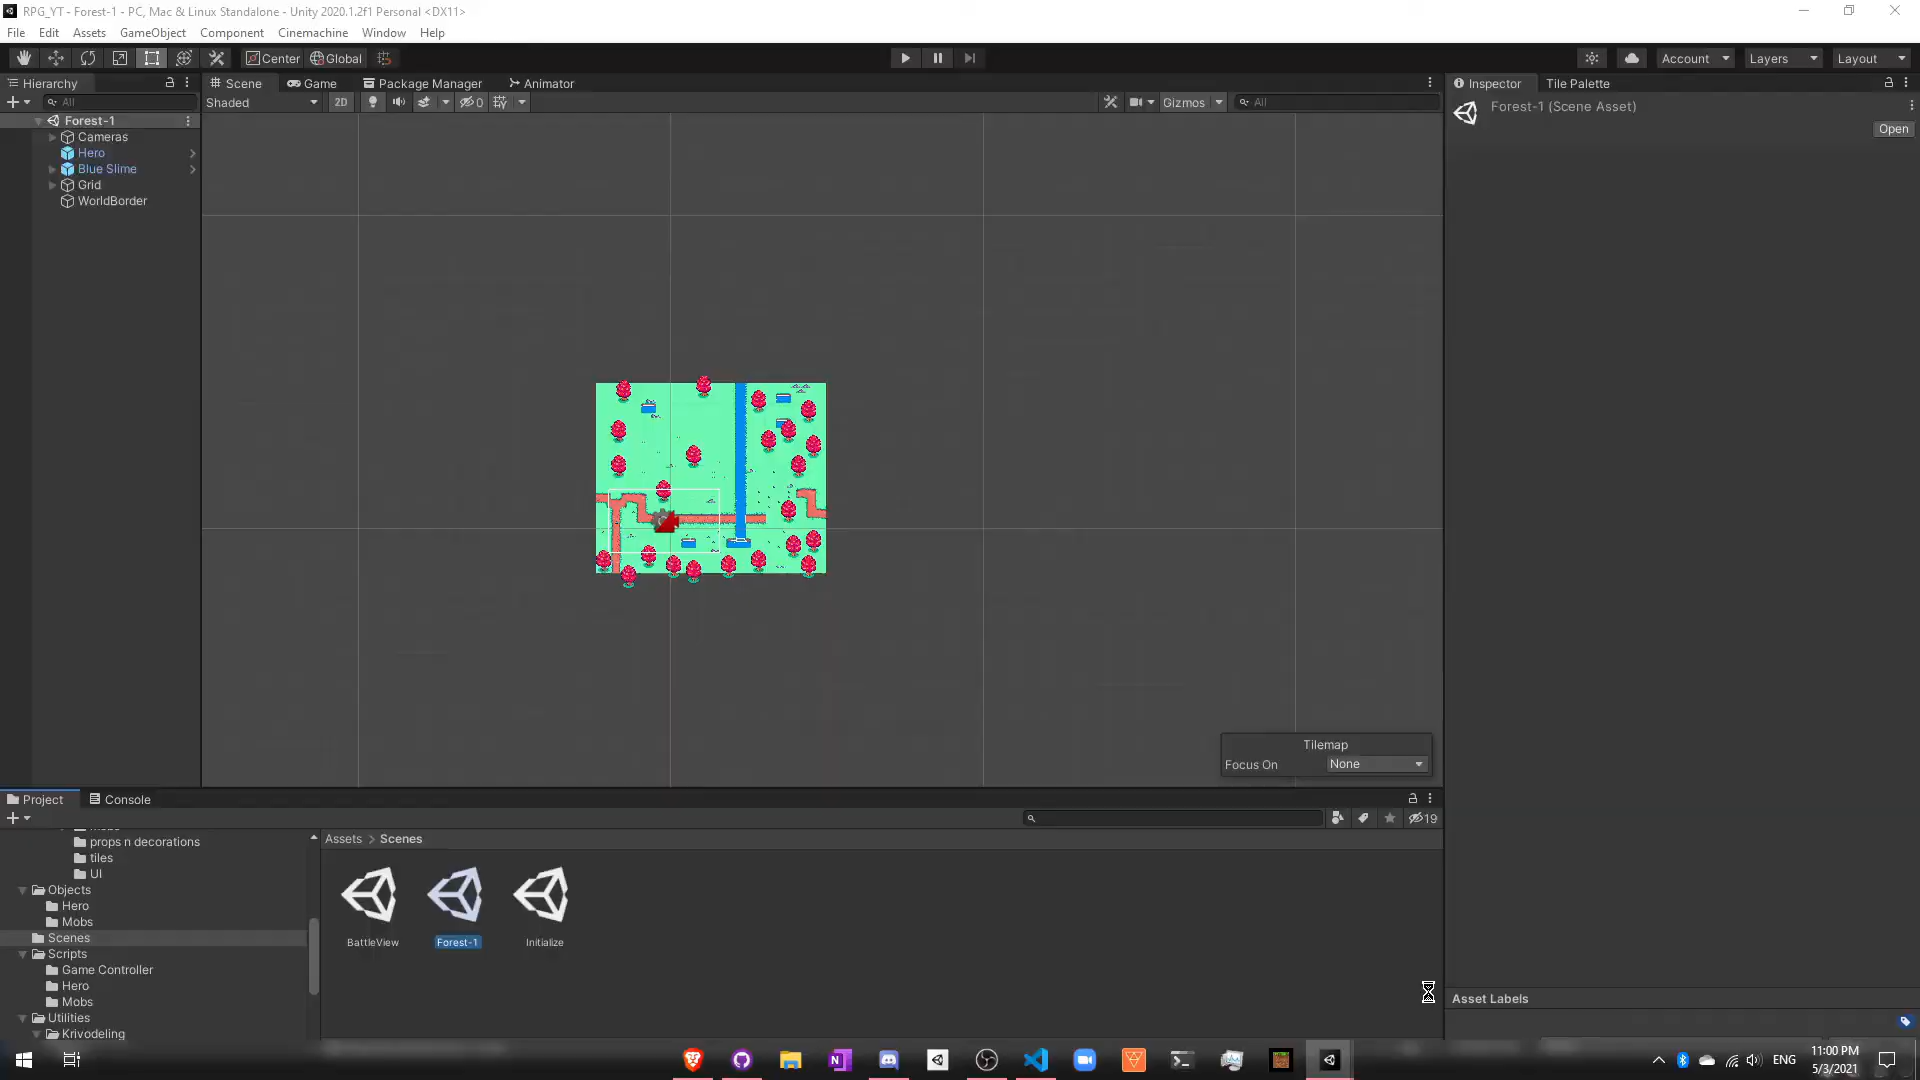 RPG_YT - Forest-1 - PC, Mac & Linux Standalone - Unity 2020.1.2f1 Personal <DX11>
File Edit Assets GameObject Component Cinemachine Window Help
Center Global Account Layers Layout
Hierarchy Scene Game Package Manager Animator Inspector Tile Palette
All Shaded 2D 0 Gizmos All
Forest-1 (Scene Asset)
Open
Forest-1
Cameras
Hero
Blue Slime
Grid
WorldBorder
Tilemap
Focus On None
Project Console
19
props n decorations
tiles
UI
Objects
Hero
Mobs
Scenes
Scripts
Game Controller
Hero
Mobs
Utilities
Krivodeling
Assets > Scenes
BattleView Forest-1 Initialize
Asset Labels
ENG
11:00 PM
5/3/2021